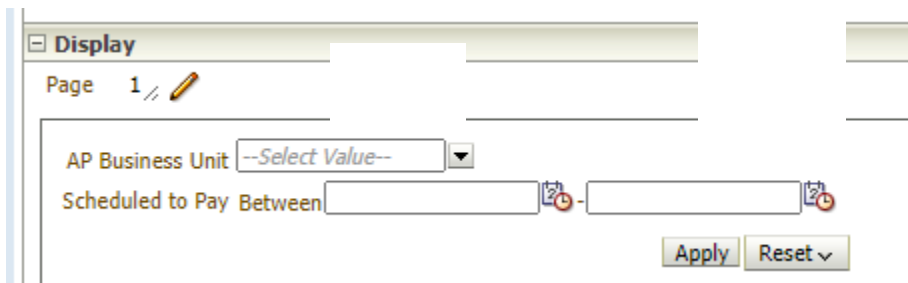 Display
Page 1
AP Business Unit --Select Value--
Scheduled to Pay Between -
Apply Reset